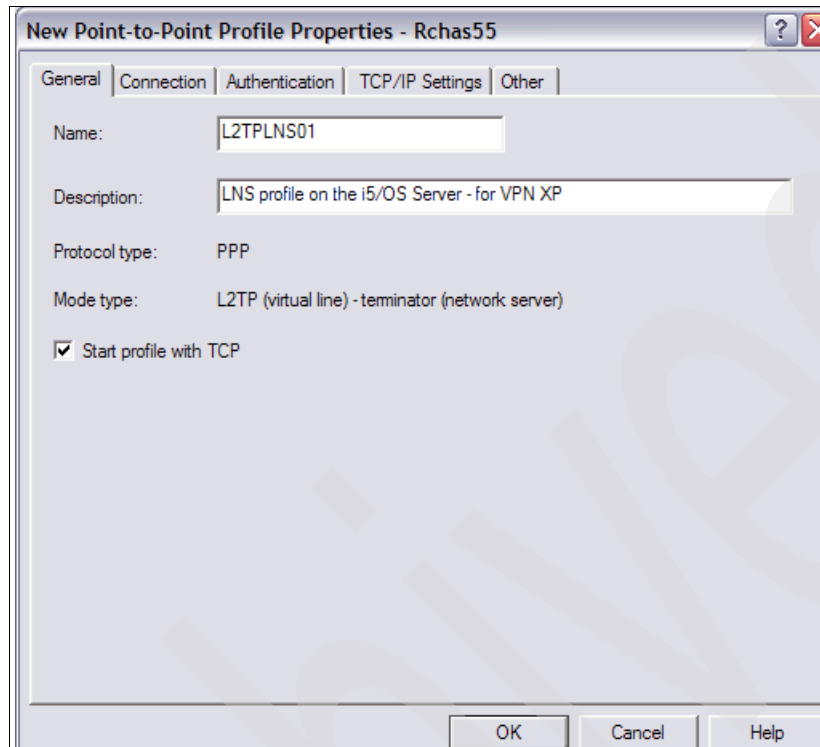 New Point-to-Point Profile Properties - Rchas55
?
General Connection Authentication TCP/IP Settings Other
Name: L2TPLNS01
Description: LNS profile on the i5/OS Server - for VPN XP
Protocol type: PPP
Mode type: L2TP (virtual line) - terminator (network server)
Start profile with TCP
OK Cancel Help